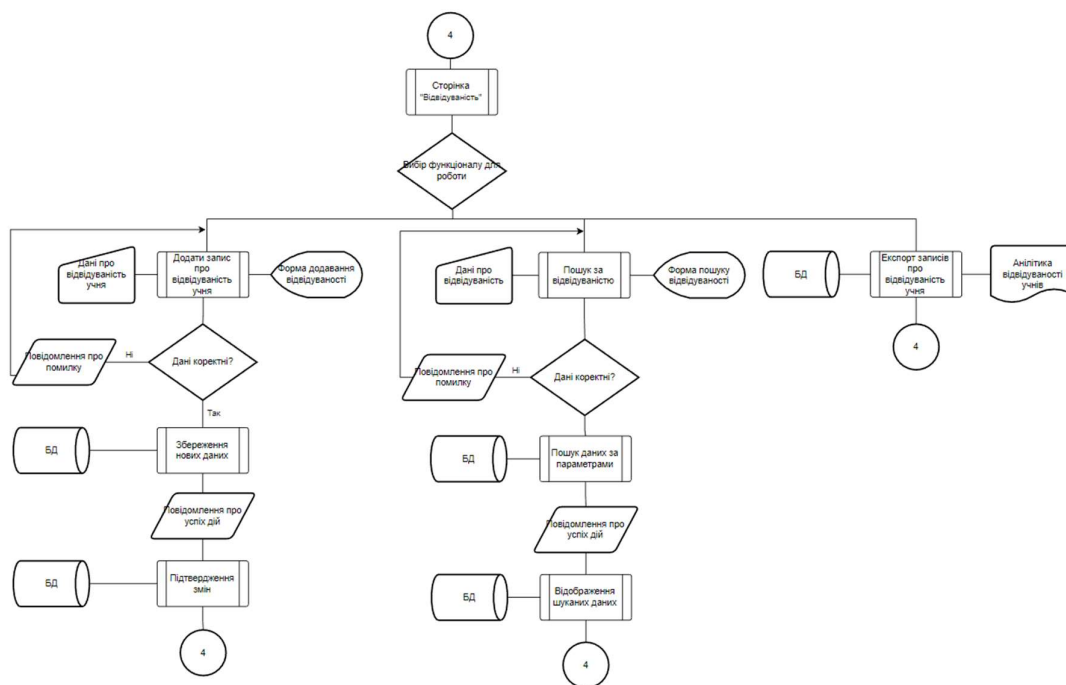 4
Сторінка
"Відвідуваність"
Вибір функціоналу для
роботи
Дані про
відвідуваність
учня
Додати запис
про
відвідуваність
учня
Форма додавання
відвідуваності
Повідомлення про
помилку
Ні
Дані коректні?
Так
БД
Збереження
нових даних
Повідомлення про
успіх дій
БД
Підтвердження
змін
4
Дані про
відвідуваність
Пошук за
відвідуваністю
Форма пошуку
відвідуваності
Повідомлення про
помилку
Ні
Дані коректні?
БД
Пошук даних за
параметрами
Повідомлення про
успіх дій
БД
Відображення
шуканих даних
4
БД
Експорт записів
про
відвідуваність
учня
Анілітика
відвідуваності
учнів
4